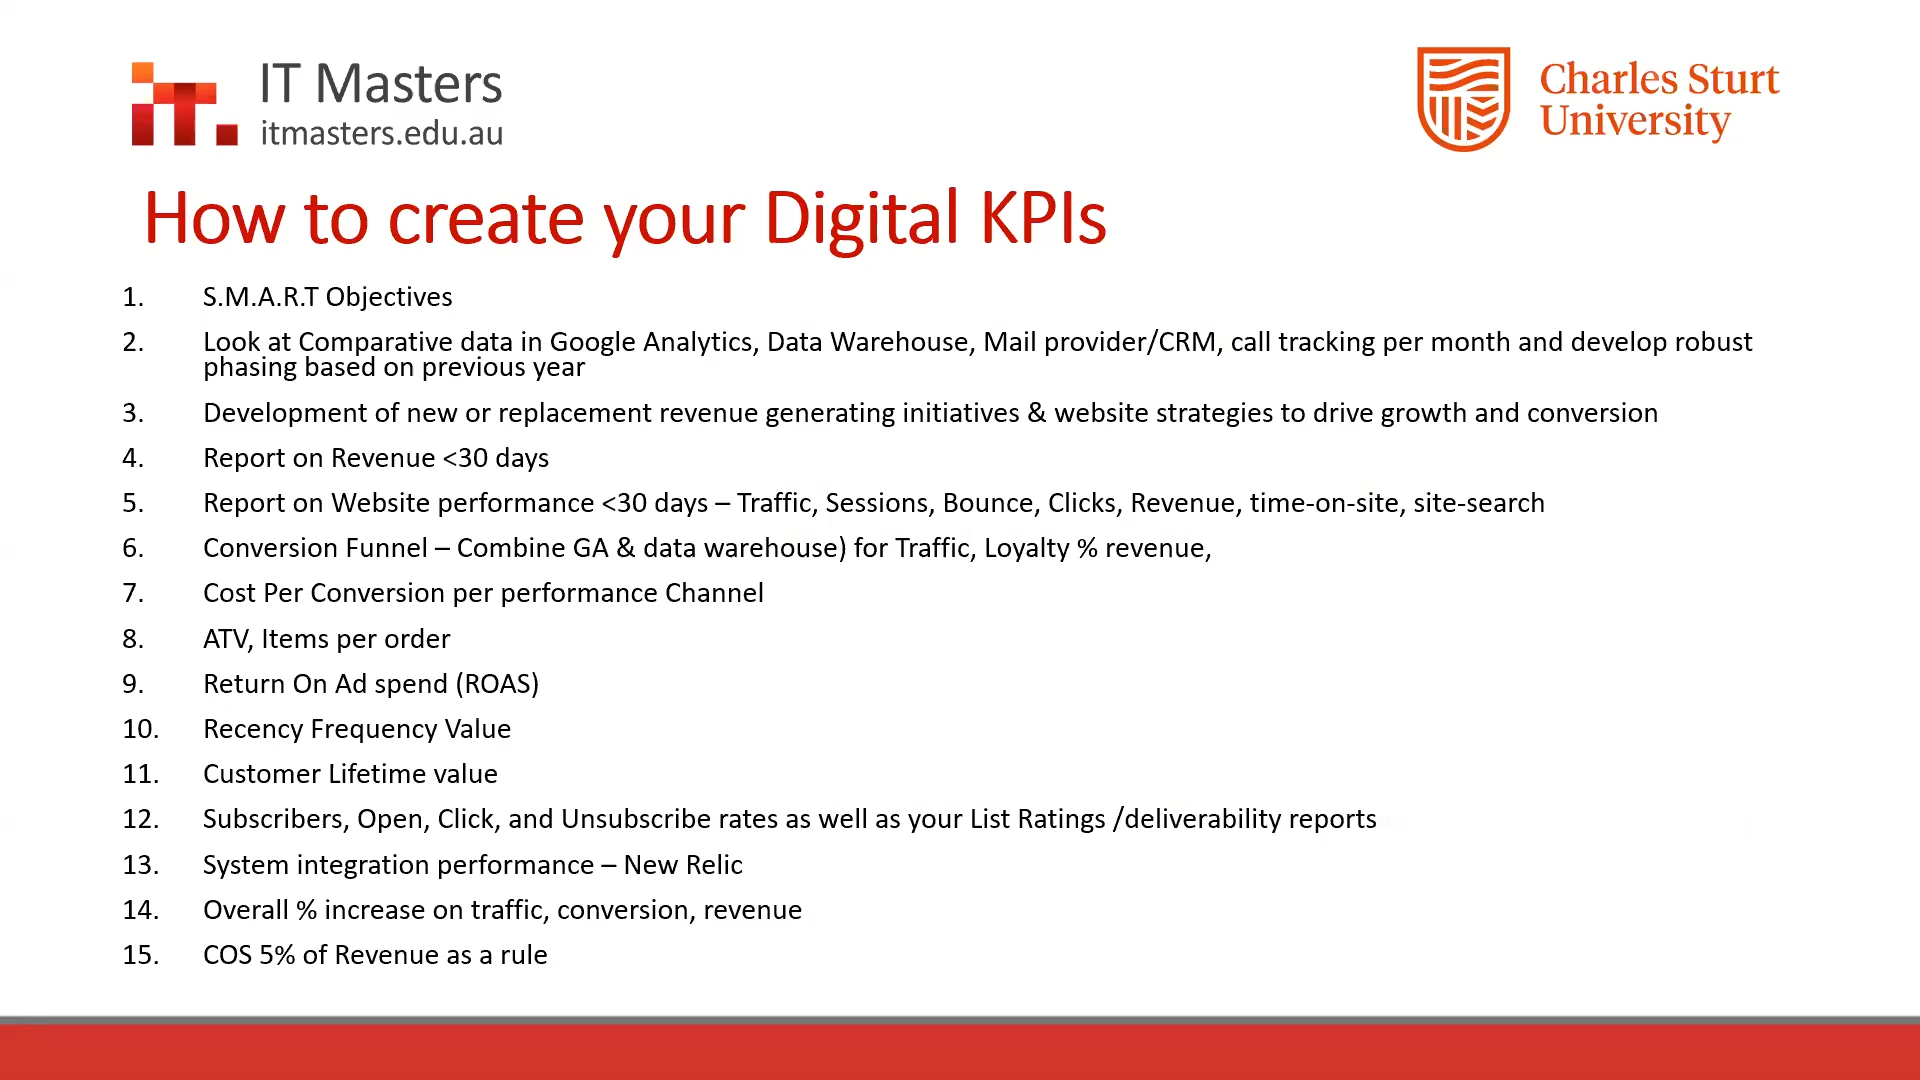 IT Masters
itmasters.edu.au
Charles Sturt
University
How to create your Digital KPIs
1. S.M.A.R.T Objectives
2. Look at Comparative data in Google Analytics, Data Warehouse, Mail provider/CRM, call tracking per month and develop robust
phasing based on previous year
3. Development of new or replacement revenue generating initiatives & website strategies to drive growth and conversion
4. Report on Revenue <30 days
5. Report on Website performance <30 days – Traffic, Sessions, Bounce, Clicks, Revenue, time-on-site, site-search
6. Conversion Funnel – Combine GA & data warehouse) for Traffic, Loyalty % revenue,
7. Cost Per Conversion per performance Channel
8. ATV, Items per order
9. Return On Ad spend (ROAS)
10. Recency Frequency Value
11. Customer Lifetime value
12. Subscribers, Open, Click, and Unsubscribe rates as well as your List Ratings /deliverability reports
13. System integration performance – New Relic
14. Overall % increase on traffic, conversion, revenue
15. COS 5% of Revenue as a rule